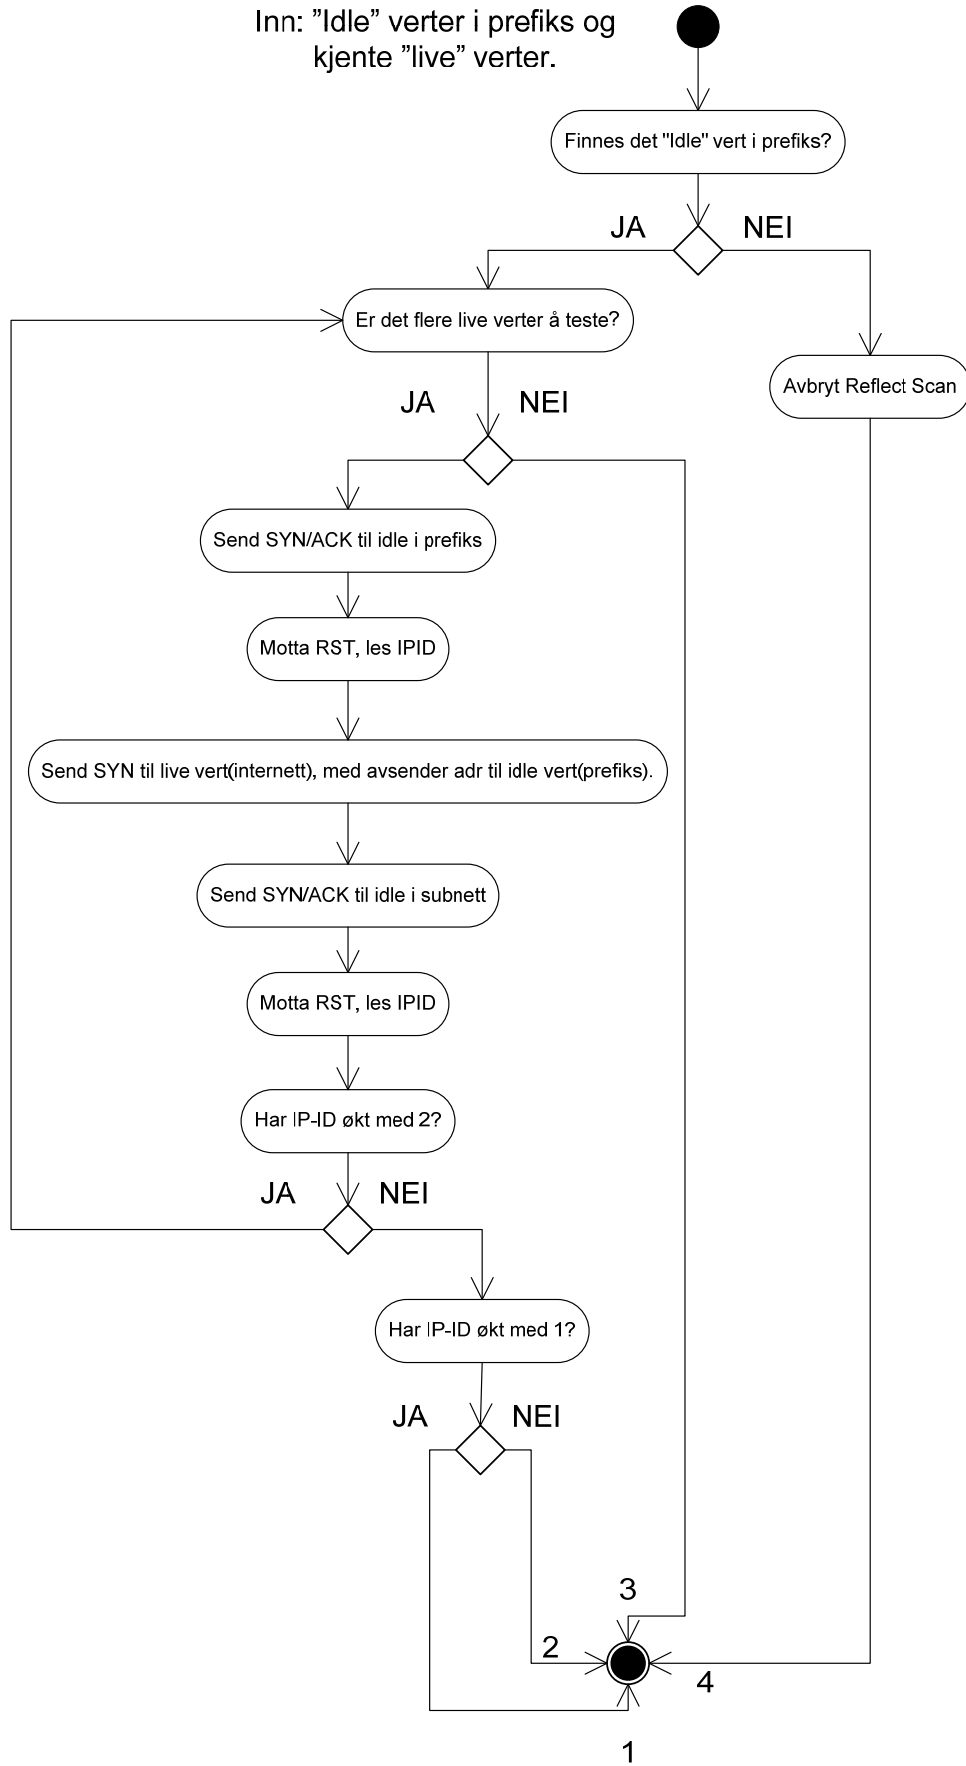 Inn: ”Idle” verter i prefiks og
kjente ”live” verter.
Finnes det "Idle" vert i prefiks?
JA
NEI
Er det flere live verter å teste?
Avbryt Reflect Scan
JA
NEI
Send SYN/ACK til idle i prefiks
Motta RST, les IPID
Send SYN til live vert(internett), med avsender adr til idle vert(prefiks).
Send SYN/ACK til idle i subnett
Motta RST, les IPID
Har IP-ID økt med 2?
JA
NEI
Har IP-ID økt med 1?
JA
NEI
3
2
4
1